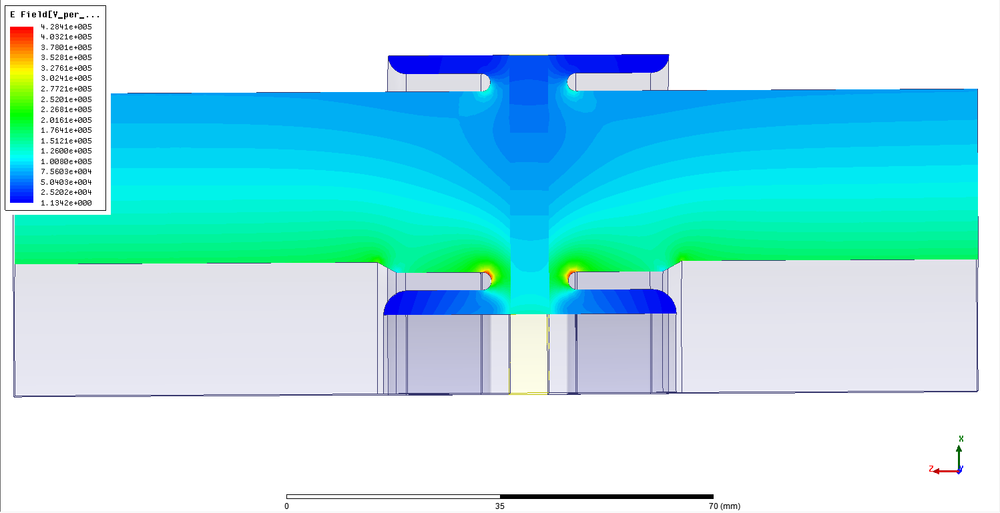 E Field[V_per_...
4.2841e+005
4.0321e+005
3.7801e+005
3.5281e+005
3.2761e+005
3.0241e+005
2.7721e+005
2.5201e+005
2.2681e+005
2.0161e+005
1.7641e+005
1.5121e+005
1.2600e+005
1.0080e+005
7.5603e+004
5.0403e+004
2.5202e+004
1.1342e+000
X
Z
Y
0
35
70 (mm)